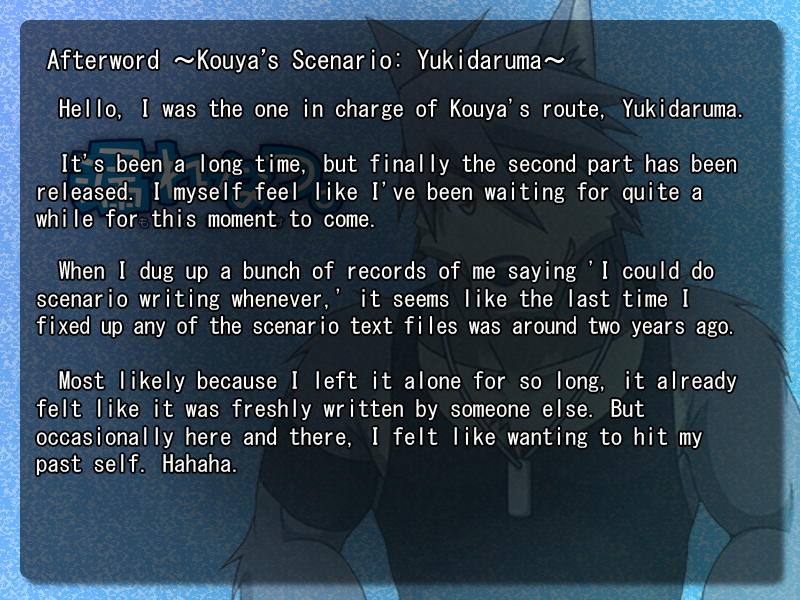 Afterword ～Kouya's Scenario: Yukidaruma～
Hello, I was the one in charge of Kouya's route, Yukidaruma.
It's been a long time, but finally the second part has been
released. I myself feel like I've been waiting for quite a
while for this moment to come.
When I dug up a bunch of records of me saying 'I could do
scenario writing whenever,' it seems like the last time I
fixed up any of the scenario text files was around two years ago.
Most likely because I left it alone for so long, it already
felt like it was freshly written by someone else. But
occasionally here and there, I felt like wanting to hit my
past self. Hahaha.
濡れなつ。